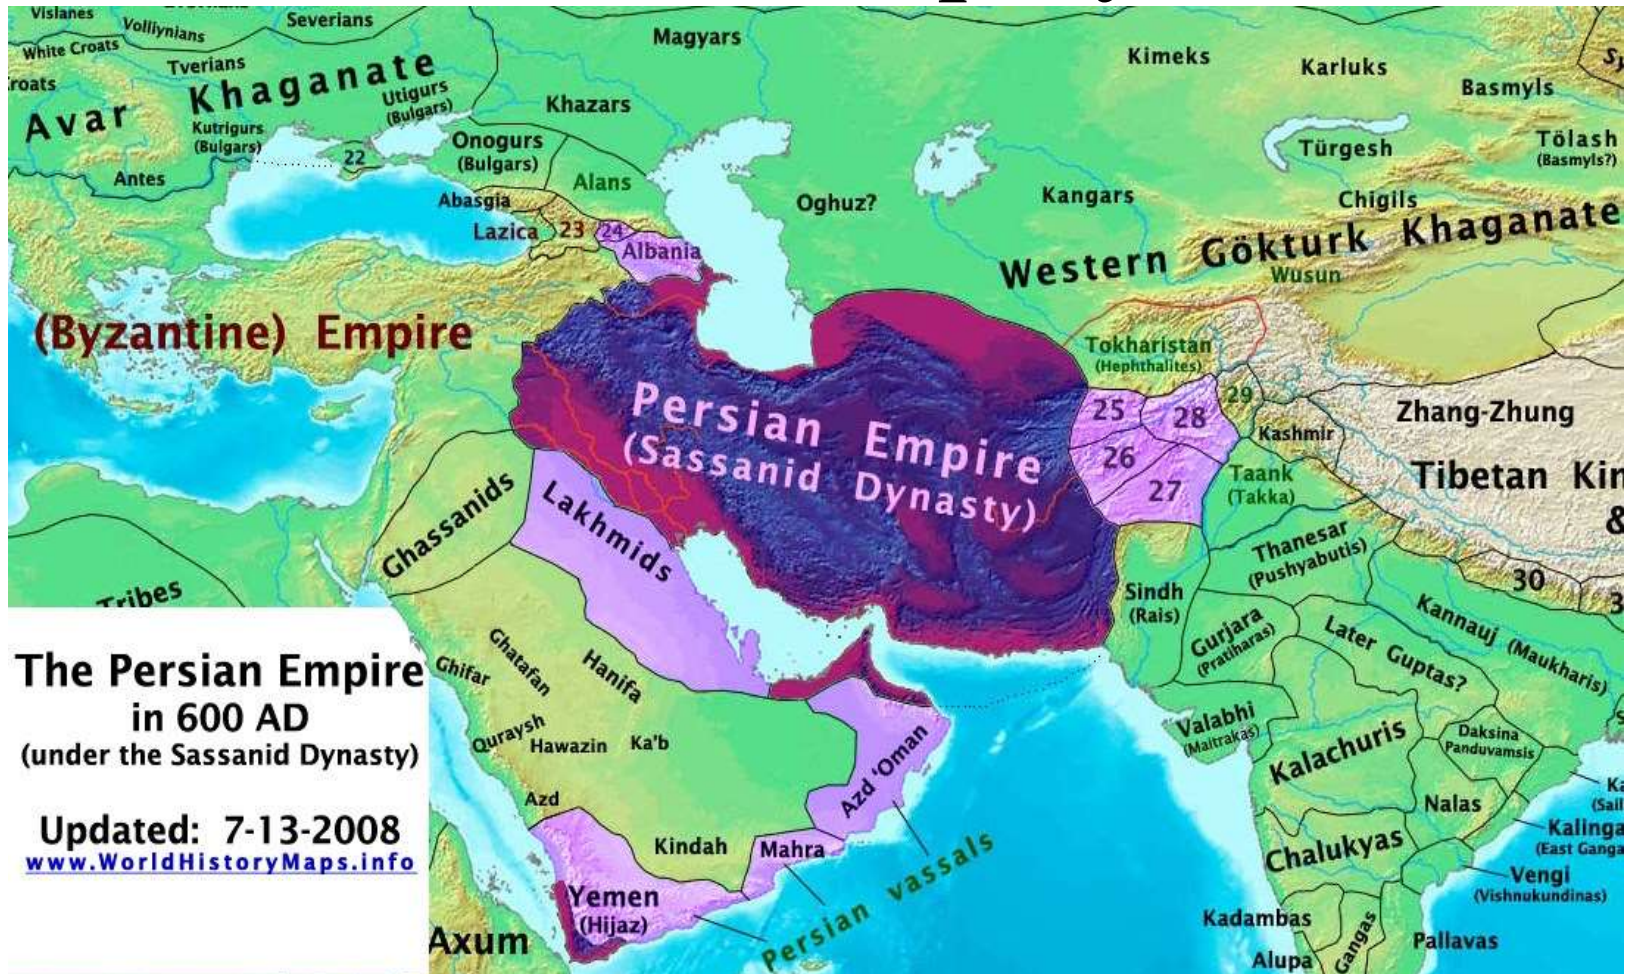 Vislanes
Volliynians
Severians
White Croats
Tverians
roats
Avar Khaganate
Utigurs
(Bulgars)
Kutrigurs
(Bulgars)
Antes
22
Onogurs
(Bulgars)
Khazars
Magyars
Alans
Abasgia
Lazica
23
24
Albania
Oghuz?
Kimeks
Karluks
Basmyls
Türgesh
Tölash
(Basmyls?)
Kangars
Chigils
Western Gökturk Khaganate
Wusun
(Byzantine) Empire
Tokharistan
(Hephthalites)
Persian Empire
(Sassanid Dynasty)
25
28
29
26
27
Kashmir
Zhang-Zhung
Taank
(Takka)
Tibetan Kin
&
Ghassanids
Lakhmids
Thanesar
(Pushyabutis)
30
3
Sindh
(Rais)
Gurjara
(Pratiharas)
Later Guptas?
Kannauj (Maukharis)
Tribes
Ghifar
Ghatafan
Hanifa
Quraysh
Hawazin
Ka'b
Azd
Kindah
Mahra
Azd 'Oman
Yemen
(Hijaz)
Persian vassals
Axum
Valabhi
(Maitrakas)
Kalachuris
Daksina
Panduvamsis
Nalas
Chalukyas
Ka
(Sail
Kalinga
(East Ganga
Vengi
(Vishnukundinas)
Kadambas
Gangas
Alupa
Pallavas
The Persian Empire
in 600 AD
(under the Sassanid Dynasty)
Updated: 7-13-2008
www.WorldHistoryMaps.info